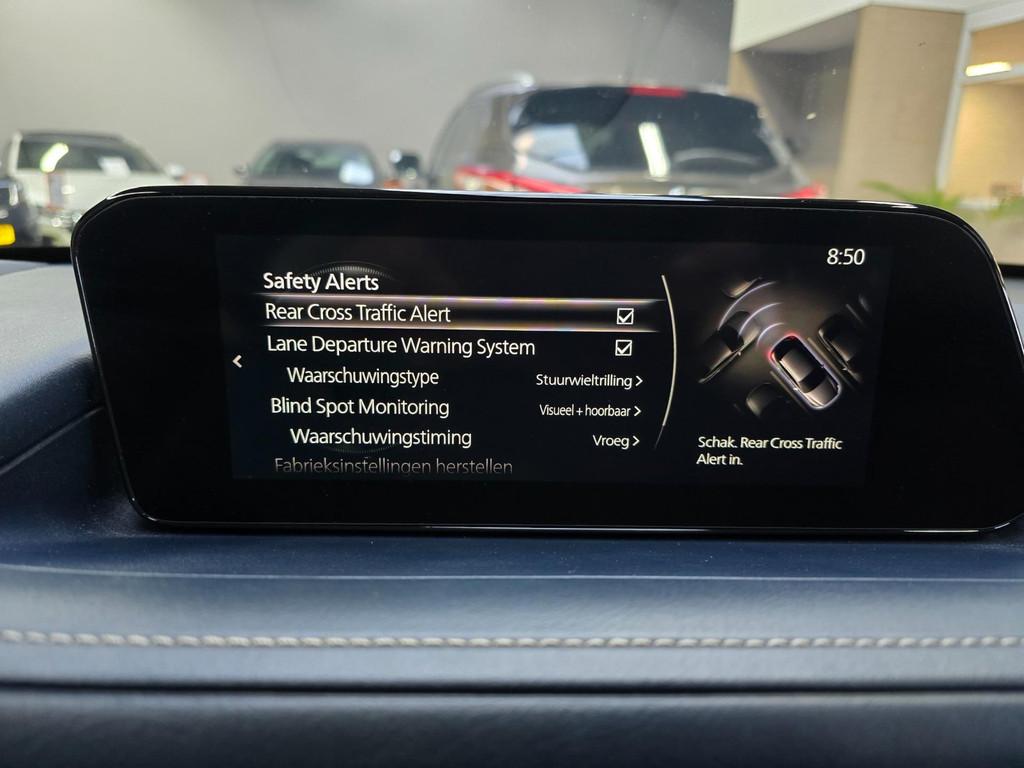 8:50
Safety Alerts
Rear Cross Traffic Alert
Lane Departure Warning System
Waarschuwingstype Stuurwieltrilling >
Blind Spot Monitoring Visueel + hoorbaar >
Waarschuwingstiming Vroeg >
Fabrieksinstellingen herstellen
Schak. Rear Cross Traffic
Alert in.